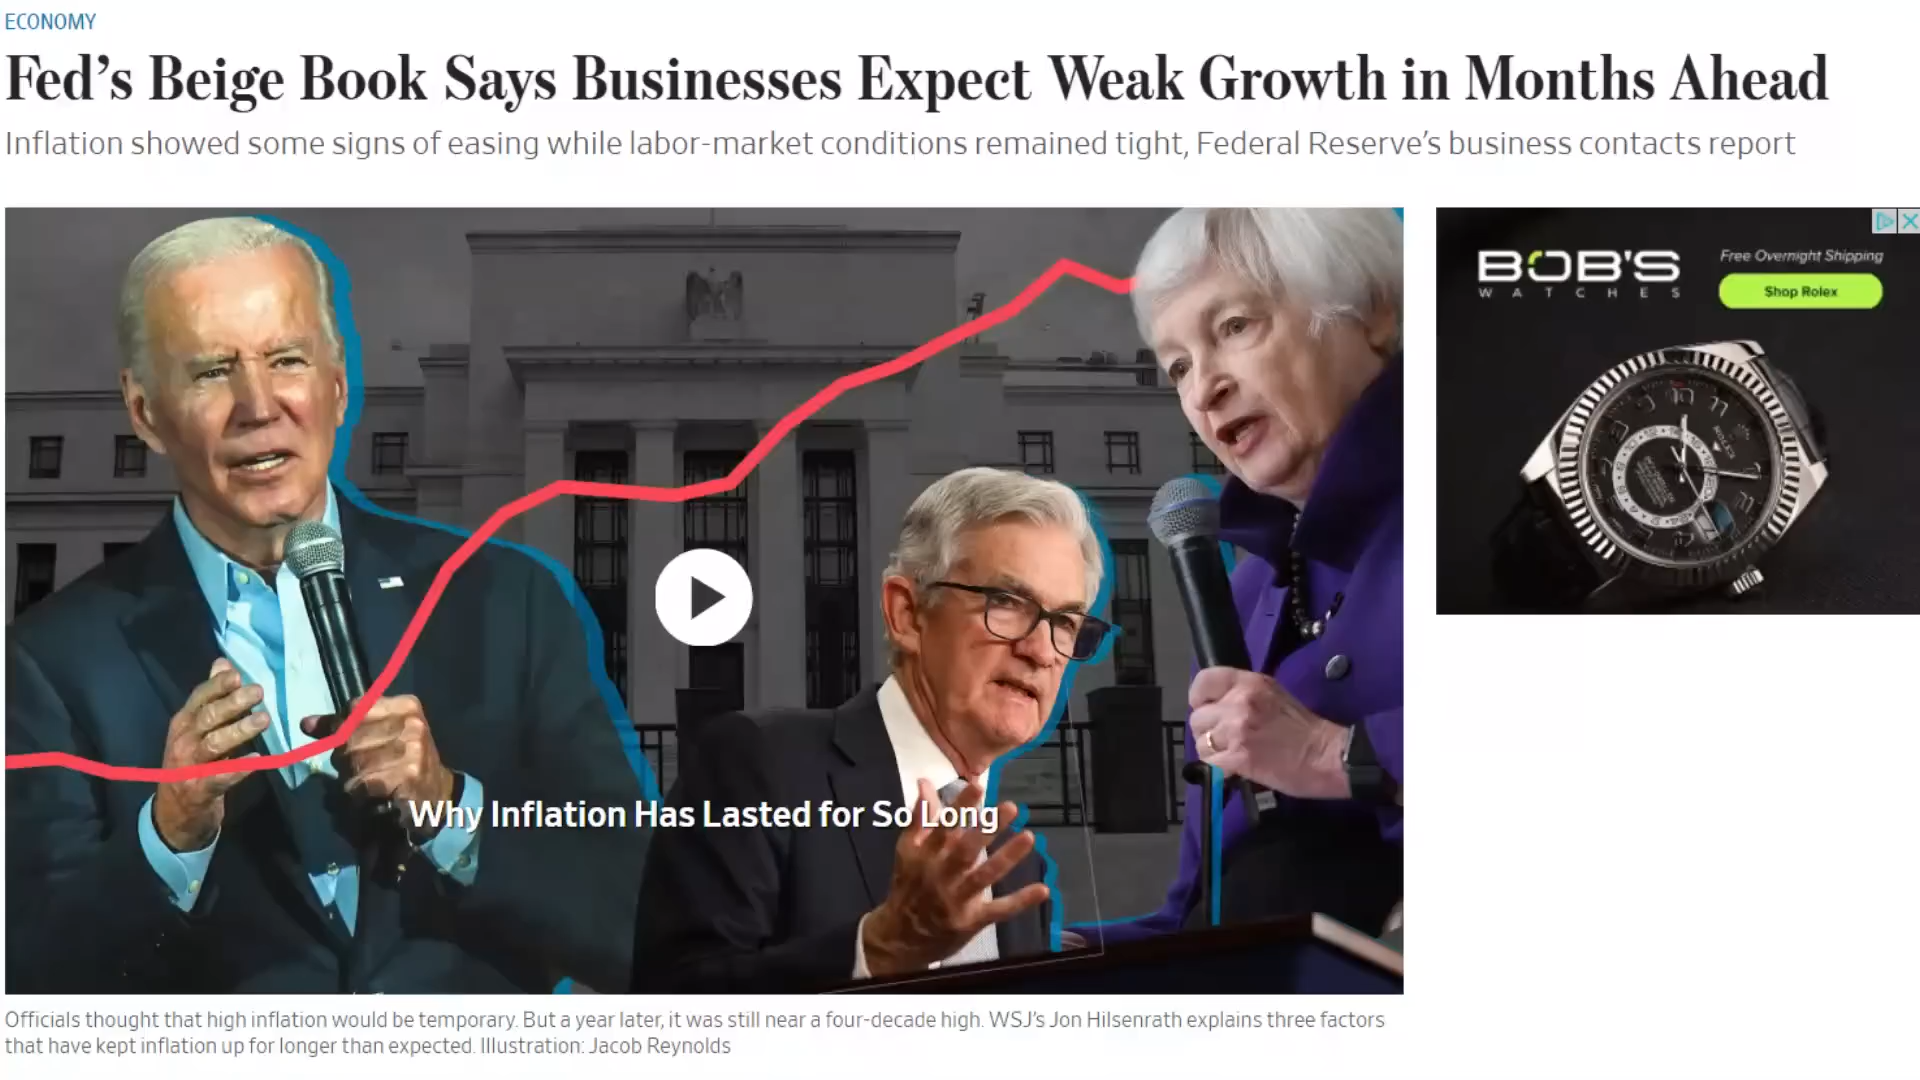 ECONOMY
Fed's Beige Book Says Businesses Expect Weak Growth in Months Ahead
Inflation showed some signs of easing while labor-market conditions remained tight, Federal Reserve's business contacts report
BOB'S
WATCHES
Free Overnight Shipping
Shop Rolex
Why Inflation Has Lasted for So Long
Officials thought that high inflation would be temporary. But a year later, it was still near a four-decade high. WSJ's Jon Hilsenrath explains three factors
that have kept inflation up for longer than expected. Illustration: Jacob Reynolds